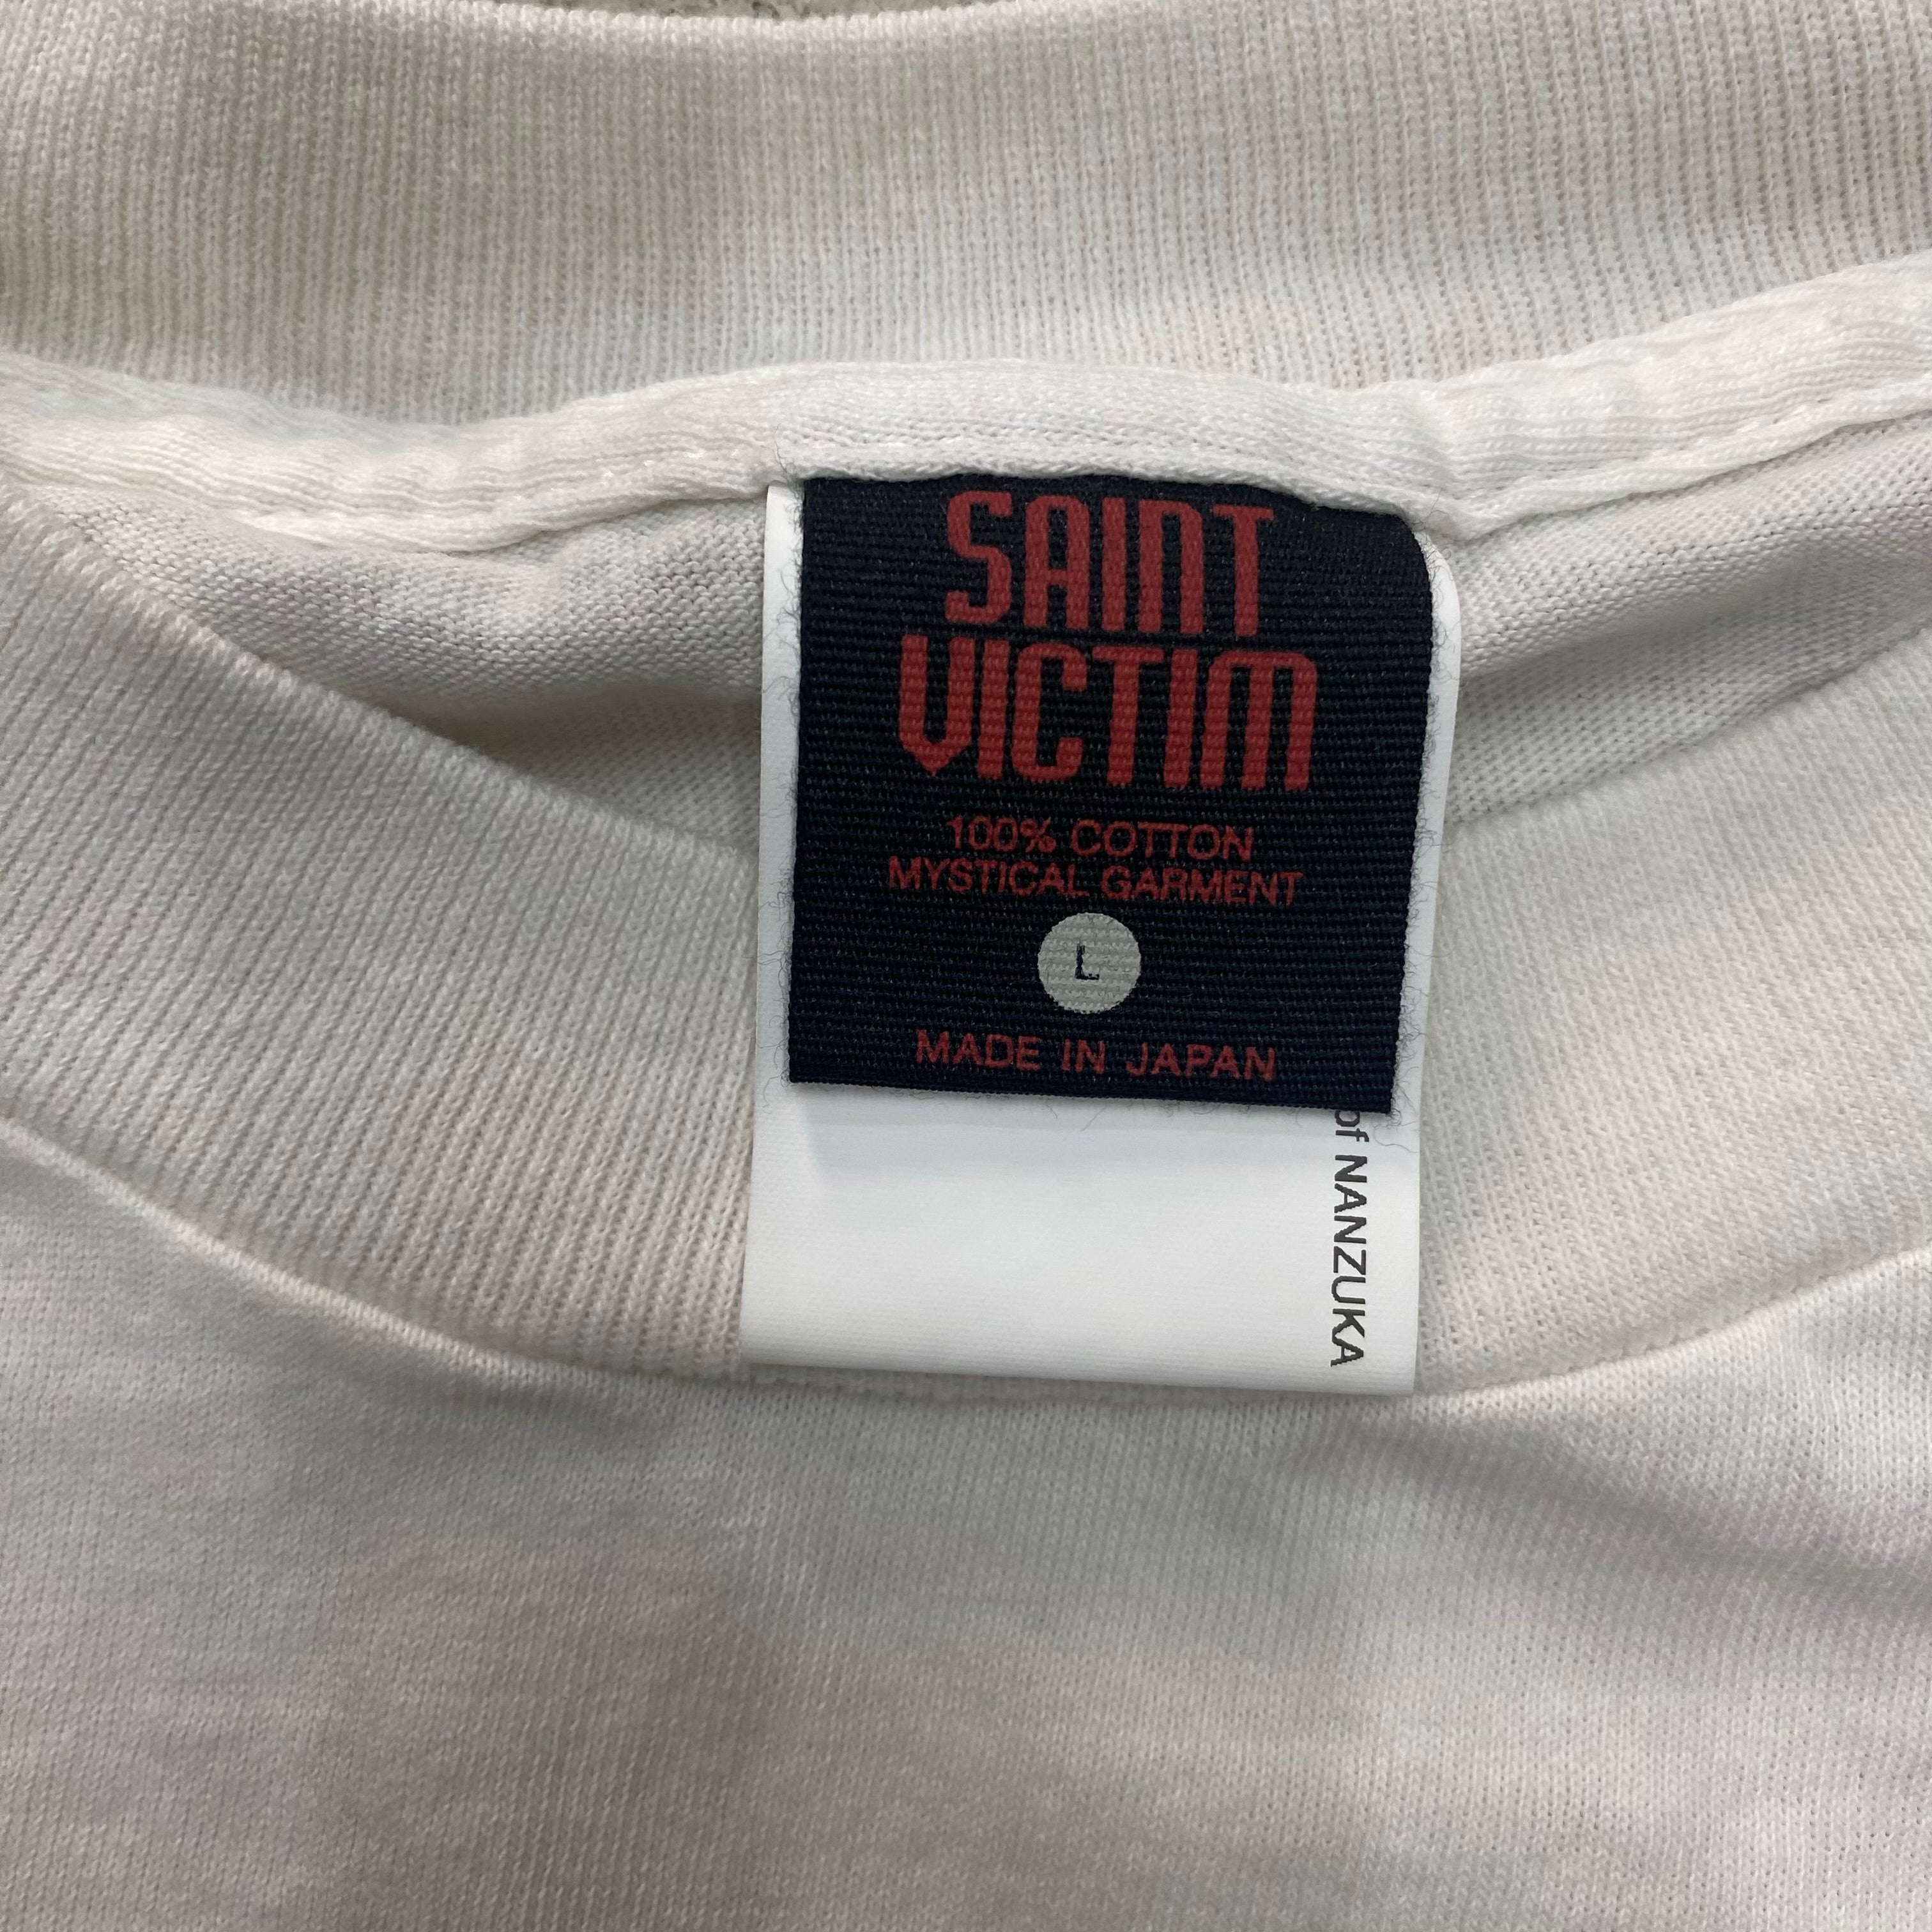 SAINT
VICTIM
100% COTTON
MYSTICAL GARMENT
L
MADE IN JAPAN
of NANZUKA